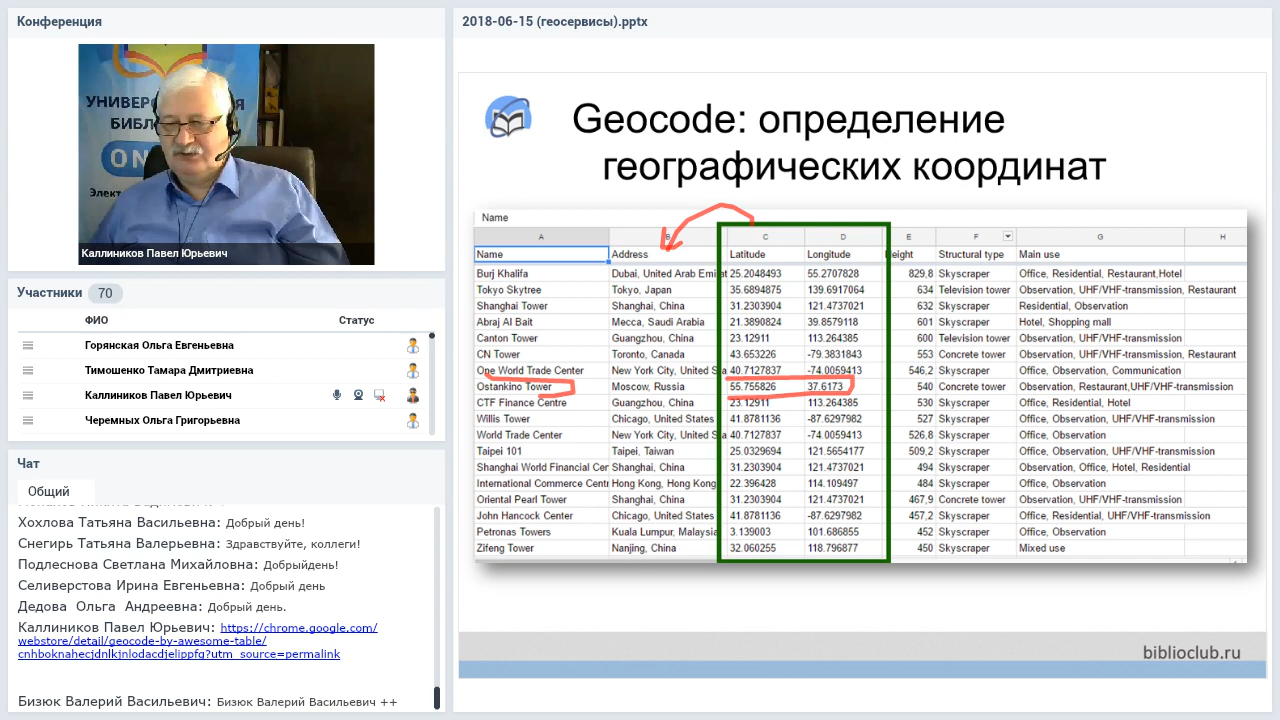 Конференция
УНИВЕР
ІЯ
БИБЛ
ON
Элект
Каллиников Павел Юрьевич
Участники 70
ФИО Статус
Горянская Ольга Евгеньевна
Тимошенко Тамара Дмитриевна
Каллиников Павел Юрьевич
Черемных Ольга Григорьевна
Чат
Общий
Хохлова Татьяна Васильевна: Добрый день!
Снегирь Татьяна Валерьевна: Здравствуйте, коллеги!
Подлеснова Светлана Михайловна: Добрыйдень!
Селиверстова Ирина Евгеньевна: Добрый день
Дедова Ольга Андреевна: Добрый день.
Каллиников Павел Юрьевич: https://chrome.google.com/
webstore/detail/geocode-by-awesome-table/
cnhboknahecjdnlkjnlodacdjelippfg?utm_source=permalink
Бизюк Валерий Васильевич: Бизюк Валерий Васильевич ++
2018-06-15 (геосервисы).pptx
Geocode: определение
географических координат
Name
A B C D E F G H
Name Address Latitude Longitude Height Structural type Main use
Burj Khalifa Dubai, United Arab Emirat 25.2048493 55.2707828 829,8 Skyscraper Office, Residential, Restaurant,Hotel
Tokyo Skytree Tokyo, Japan 35.6894875 139.6917064 634 Television tower Observation, UHF/VHF-transmission, Restaurant
Shanghai Tower Shanghai, China 31.2303904 121.4737021 632 Skyscraper Residential, Observation
Abraj Al Bait Mecca, Saudi Arabia 21.3890824 39.8579118 601 Skyscraper Hotel, Shopping mall
Canton Tower Guangzhou, China 23.12911 113.264385 600 Television tower Observation, UHF/VHF-transmission
CN Tower Toronto, Canada 43.653226 -79.3831843 553 Concrete tower Observation, UHF/VHF-transmission, Restaurant
One World Trade Center New York City, United Sta 40.7127837 -74.0059413 546,2 Skyscraper Office, Observation, Communication
Ostankino Tower Moscow, Russia 55.755826 37.6173 540 Concrete tower Observation, Restaurant,UHF/VHF-transmission
CTF Finance Centre Guangzhou, China 23.12911 113.264385 530 Skyscraper Office, Residential, Hotel
Willis Tower Chicago, United States 41.8781136 -87.6297982 527 Skyscraper Office, Observation, UHF/VHF-transmission
World Trade Center New York City, United Sta 40.7127837 -74.0059413 526,8 Skyscraper Office, Observation
Taipei 101 Taipei, Taiwan 25.0329694 121.5654177 509,2 Skyscraper Observation, Office, UHF/VHF-transmission
Shanghai World Financial Cer Shanghai, China 31.2303904 121.4737021 494 Skyscraper Observation, Office, Hotel, Residential
International Commerce Centr Hong Kong, Hong Kong 22.396428 114.109497 484 Skyscraper Office, Observation
Oriental Pearl Tower Shanghai, China 31.2303904 121.4737021 467,9 Concrete tower Observation, UHF/VHF-transmission
John Hancock Center Chicago, United States 41.8781136 -87.6297982 457,2 Skyscraper Office, Residential, UHF/VHF-transmission
Petronas Towers Kuala Lumpur, Malaysia 3.139003 101.686855 452 Skyscraper Office, Observation
Zifeng Tower Nanjing, China 32.060255 118.796877 450 Skyscraper Mixed use
biblioclub.ru